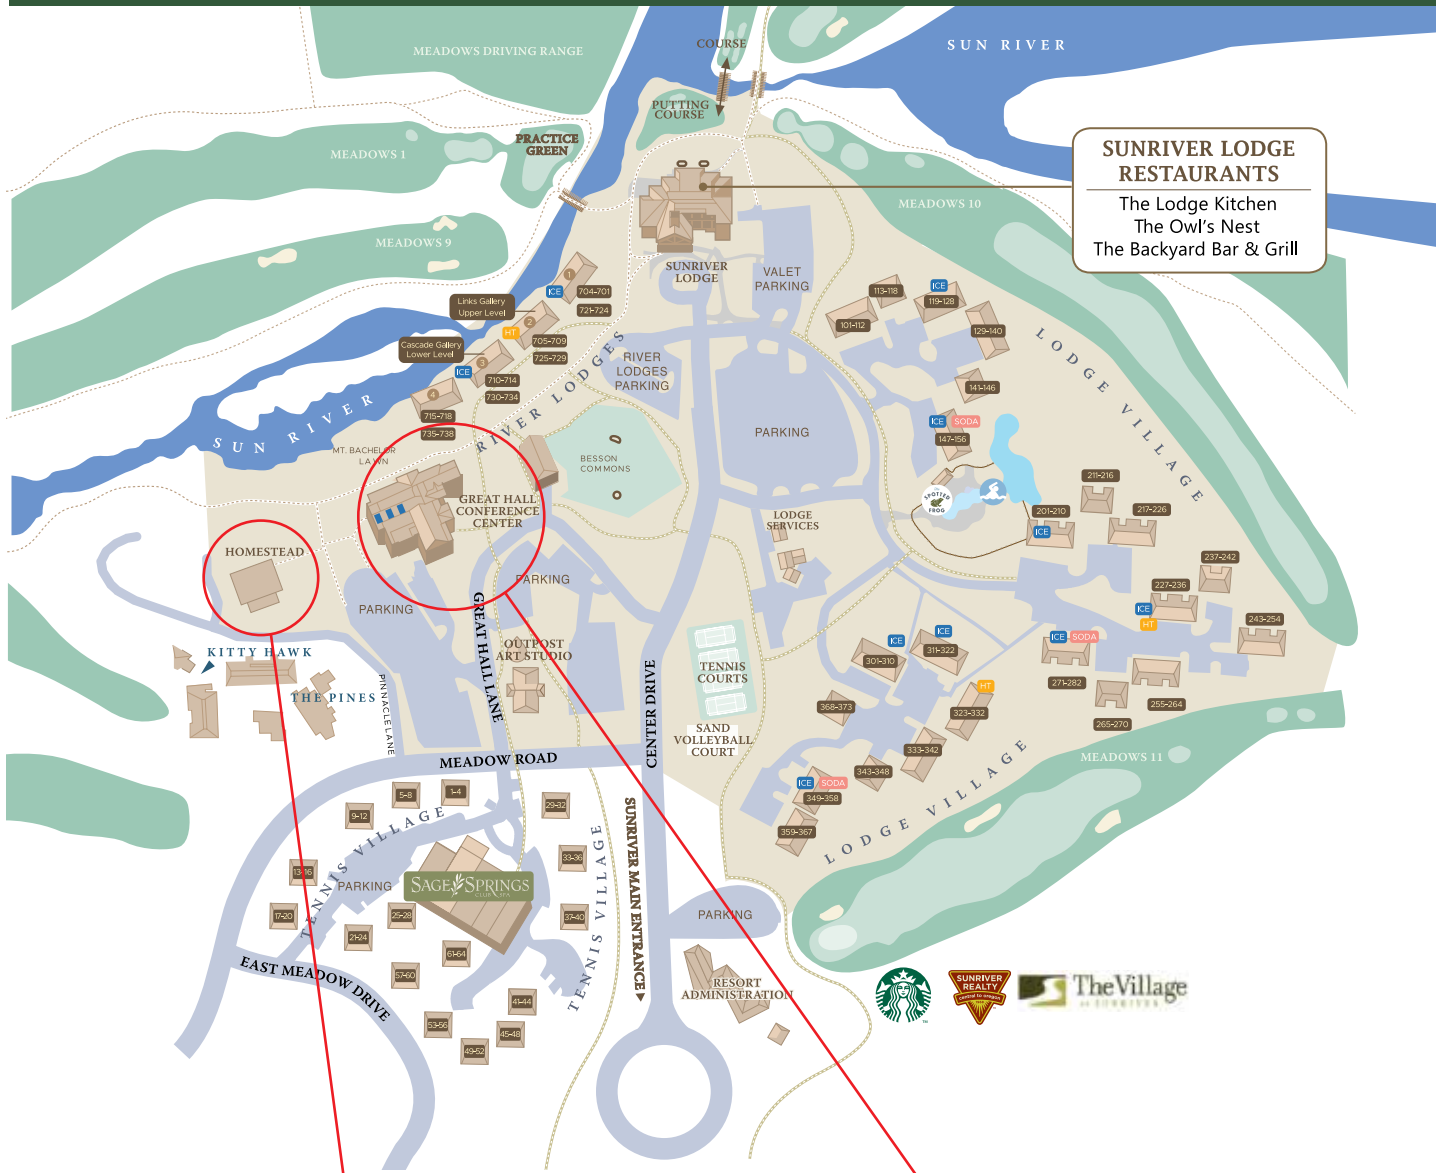 COURSE
SUN RIVER
MEADOWS DRIVING RANGE
PUTTING
COURSE
PRACTICE
GREEN
MEADOWS 1
SUNRIVER LODGE
RESTAURANTS
The Lodge Kitchen
The Owl's Nest
The Backyard Bar & Grill
MEADOWS 10
MEADOWS 9
SUNRIVER
LODGE
VALET
PARKING
1
ICE
704-701
721-724
Links Gallery
Upper Level
2
HT
705-709
725-729
Cascade Gallery
Lower Level
3
ICE
710-714
730-734
4
715-718
735-738
RIVER LODGES
RIVER
LODGES
PARKING
113-118
ICE
119-128
101-112
129-140
141-146
ICE
SODA
147-156
LODGE VILLAGE
PARKING
SUN RIVER
MT. BACHELOR
LAWN
BESSON
COMMONS
GREAT HALL
CONFERENCE
CENTER
SPOTTED
FROG
211-216
201-210
ICE
217-226
LODGE
SERVICES
HOMESTEAD
237-242
227-236
ICE
HT
243-254
PARKING
PARKING
GREAT HALL LANE
OUTPOST
ART STUDIO
KITTY HAWK
THE PINES
PINNACLE LANE
CENTER DRIVE
TENNIS
COURTS
SAND
VOLLEYBALL
COURT
ICE
301-310
ICE
311-322
ICE
SODA
271-282
255-264
265-270
HT
323-332
368-373
333-342
343-348
ICE
SODA
349-358
359-367
LODGE VILLAGE
MEADOWS 11
MEADOW ROAD
5-8
1-4
9-12
29-32
TENNIS VILLAGE
13-16
PARKING
SAGE SPRINGS
CLUB SPA
33-36
17-20
25-28
21-24
37-40
TENNIS VILLAGE
61-64
57-60
EAST MEADOW DRIVE
41-44
53-56
45-48
49-52
SUNRIVER MAIN ENTRANCE
PARKING
RESORT
ADMINISTRATION
SUNRIVER
REALTY
central to oregon
The Village